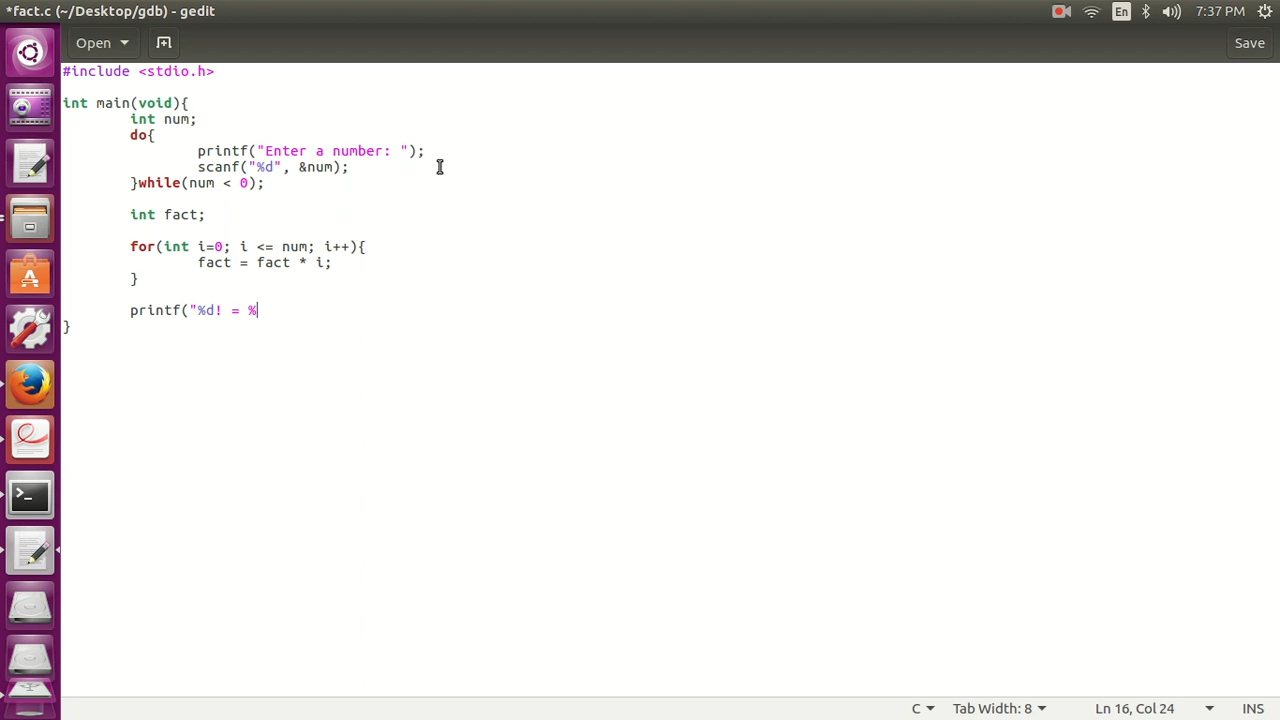 *fact.c (~/Desktop/gdb) - gedit
En
7:37 PM
Open
Save
#include <stdio.h>
int main(void){
int num;
do{
printf("Enter a number: ");
scanf("%d", &num);
}while(num < 0);
int fact;
for(int i=0; i <= num; i++){
fact = fact * i;
}
printf("%d! = %
}
C
Tab Width: 8
Ln 16, Col 24
INS